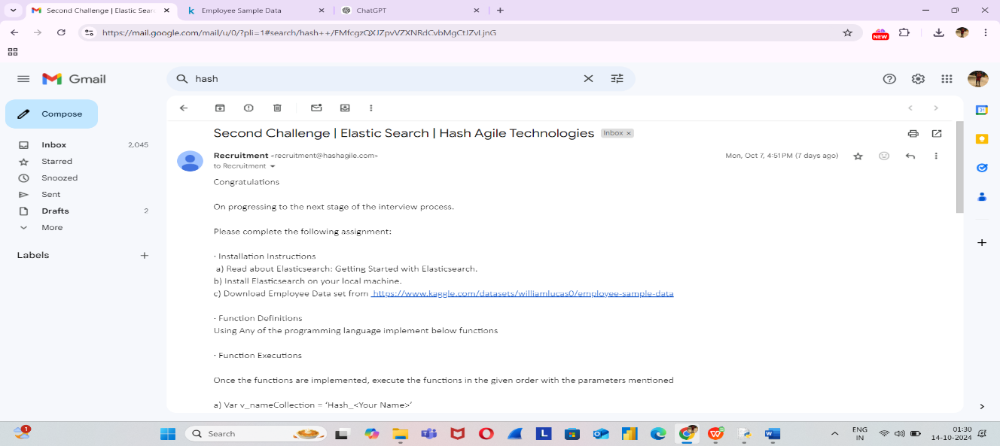 Second Challenge | Elastic Searc
Employee Sample Data
ChatGPT
https://mail.google.com/mail/u/0/?pli=1#search/hash++/FMfcgzQXJZpvVZXNRdCvbMgCtJZvLjnG
NEW
Gmail
hash
Compose
Inbox 2,045
Starred
Snoozed
Sent
Drafts 2
More
Labels
Second Challenge | Elastic Search | Hash Agile Technologies Inbox ×
Recruitment <recruitment@hashagile.com> Mon, Oct 7, 4:51 PM (7 days ago)
to Recruitment
Congratulations
On progressing to the next stage of the interview process.
Please complete the following assignment:
· Installation Instructions
a) Read about Elasticsearch: Getting Started with Elasticsearch.
b) Install Elasticsearch on your local machine.
c) Download Employee Data set from https://www.kaggle.com/datasets/williamlucas0/employee-sample-data
· Function Definitions
Using Any of the programming language implement below functions
· Function Executions
Once the functions are implemented, execute the functions in the given order with the parameters mentioned
a) Var v_nameCollection = ‘Hash_<Your Name>’
31
1
Search
L
W
ENG
IN
01:30
14-10-2024